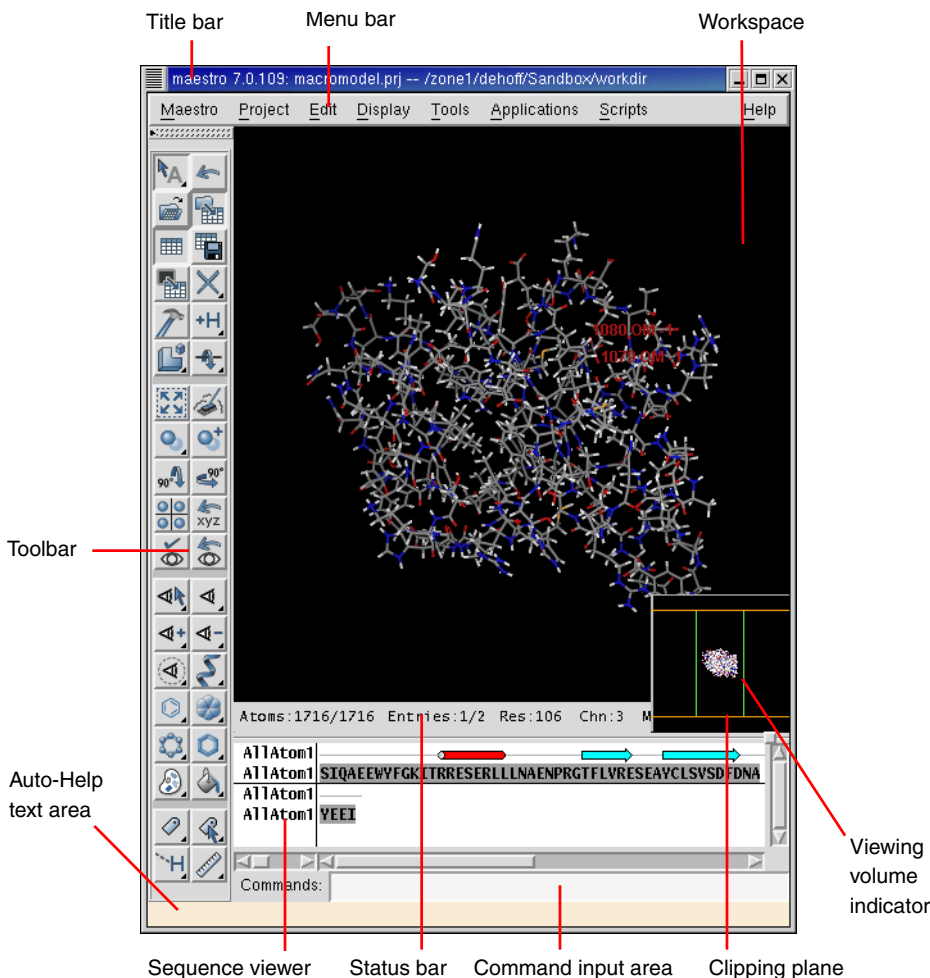 Title bar
Menu bar
Workspace
maestro 7.0.109: macromodel.prj -- /zone1/dehoff/Sandbox/workdir
Maestro Project Edit Display Tools Applications Scripts Help
A
+H
90° 90°
xyz
Toolbar
1080.OM -1
(1079.OM -1
Atoms:1716/1716 Entries:1/2 Res:106 Chn:3 M
AllAtom1
AllAtom1 SIQAEEWYFGKITRRESERLLLNAENPRGTFLVRESEAYCLSVSDFDNA
AllAtom1
AllAtom1 YEEI
H
Commands:
Auto-Help
text area
Viewing
volume
indicator
Sequence viewer
Status bar
Command input area
Clipping plane